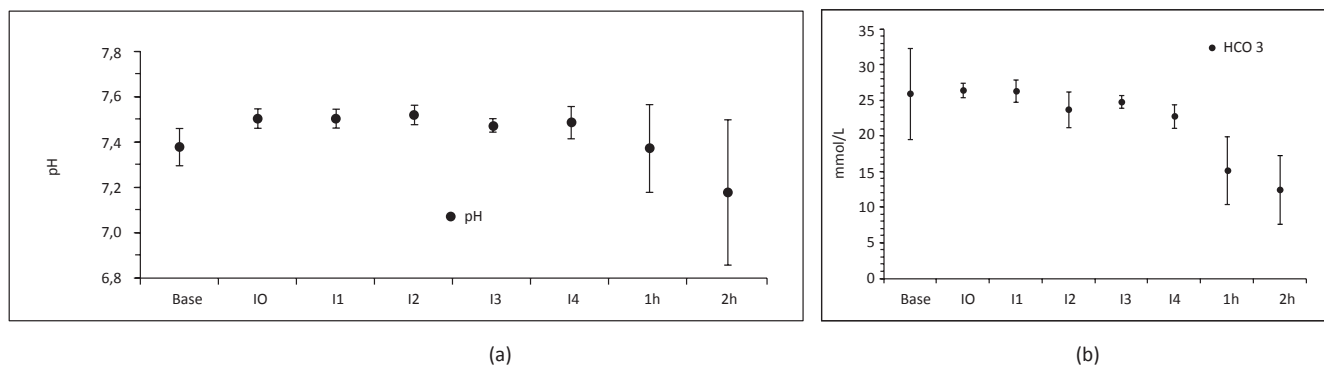 7,8
7,6
7,4
7,2
7,0
6,8
pH
pH
Base IO I1 I2 I3 I4 1h 2h
(a)
35
30
25
20
15
10
5
0
mmol/L
HCO 3
Base IO I1 I2 I3 I4 1h 2h
(b)